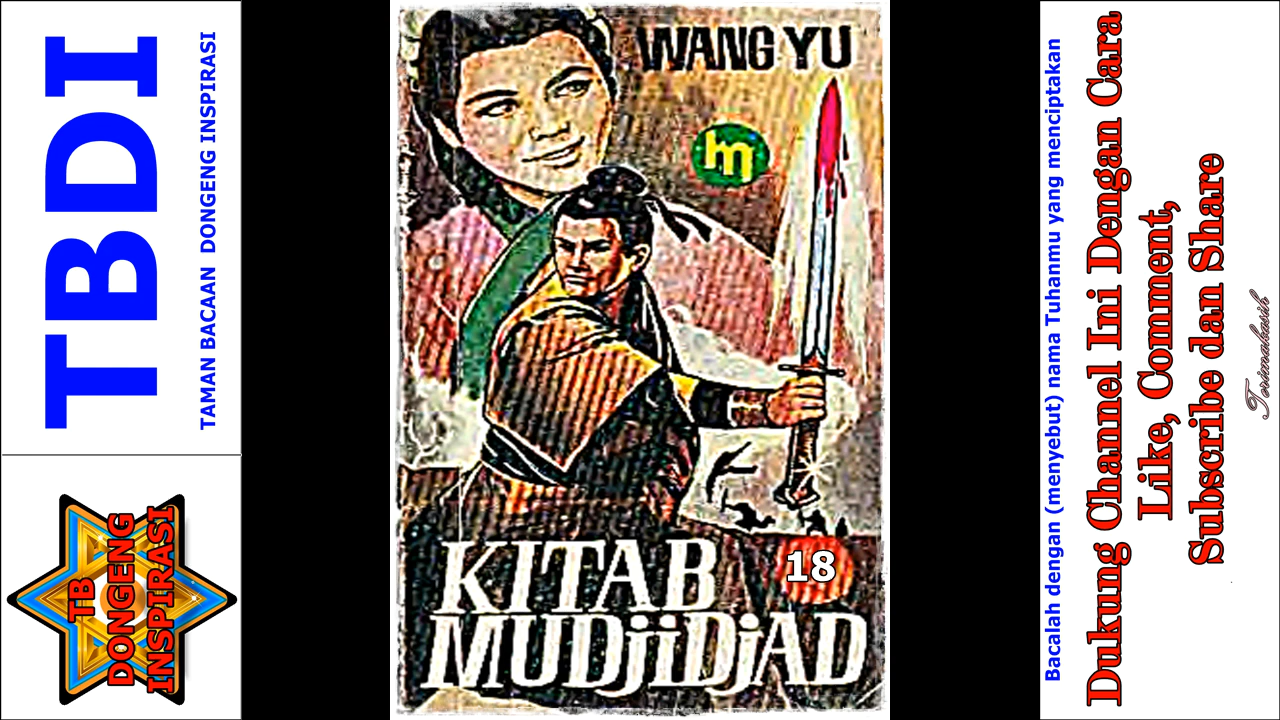 TBDI
TAMAN BACAAN DONGENG INSPIRASI
TB
DONGENG
INSPIRASI
WANG YU
m
18
KITAB
MUDjiDjAD
Bacalah dengan (menyebut) nama Tuhanmu yang menciptakan
Dukung Channel Ini Dengan Cara
Like, Comment,
Subscribe dan Share
Terimakasih